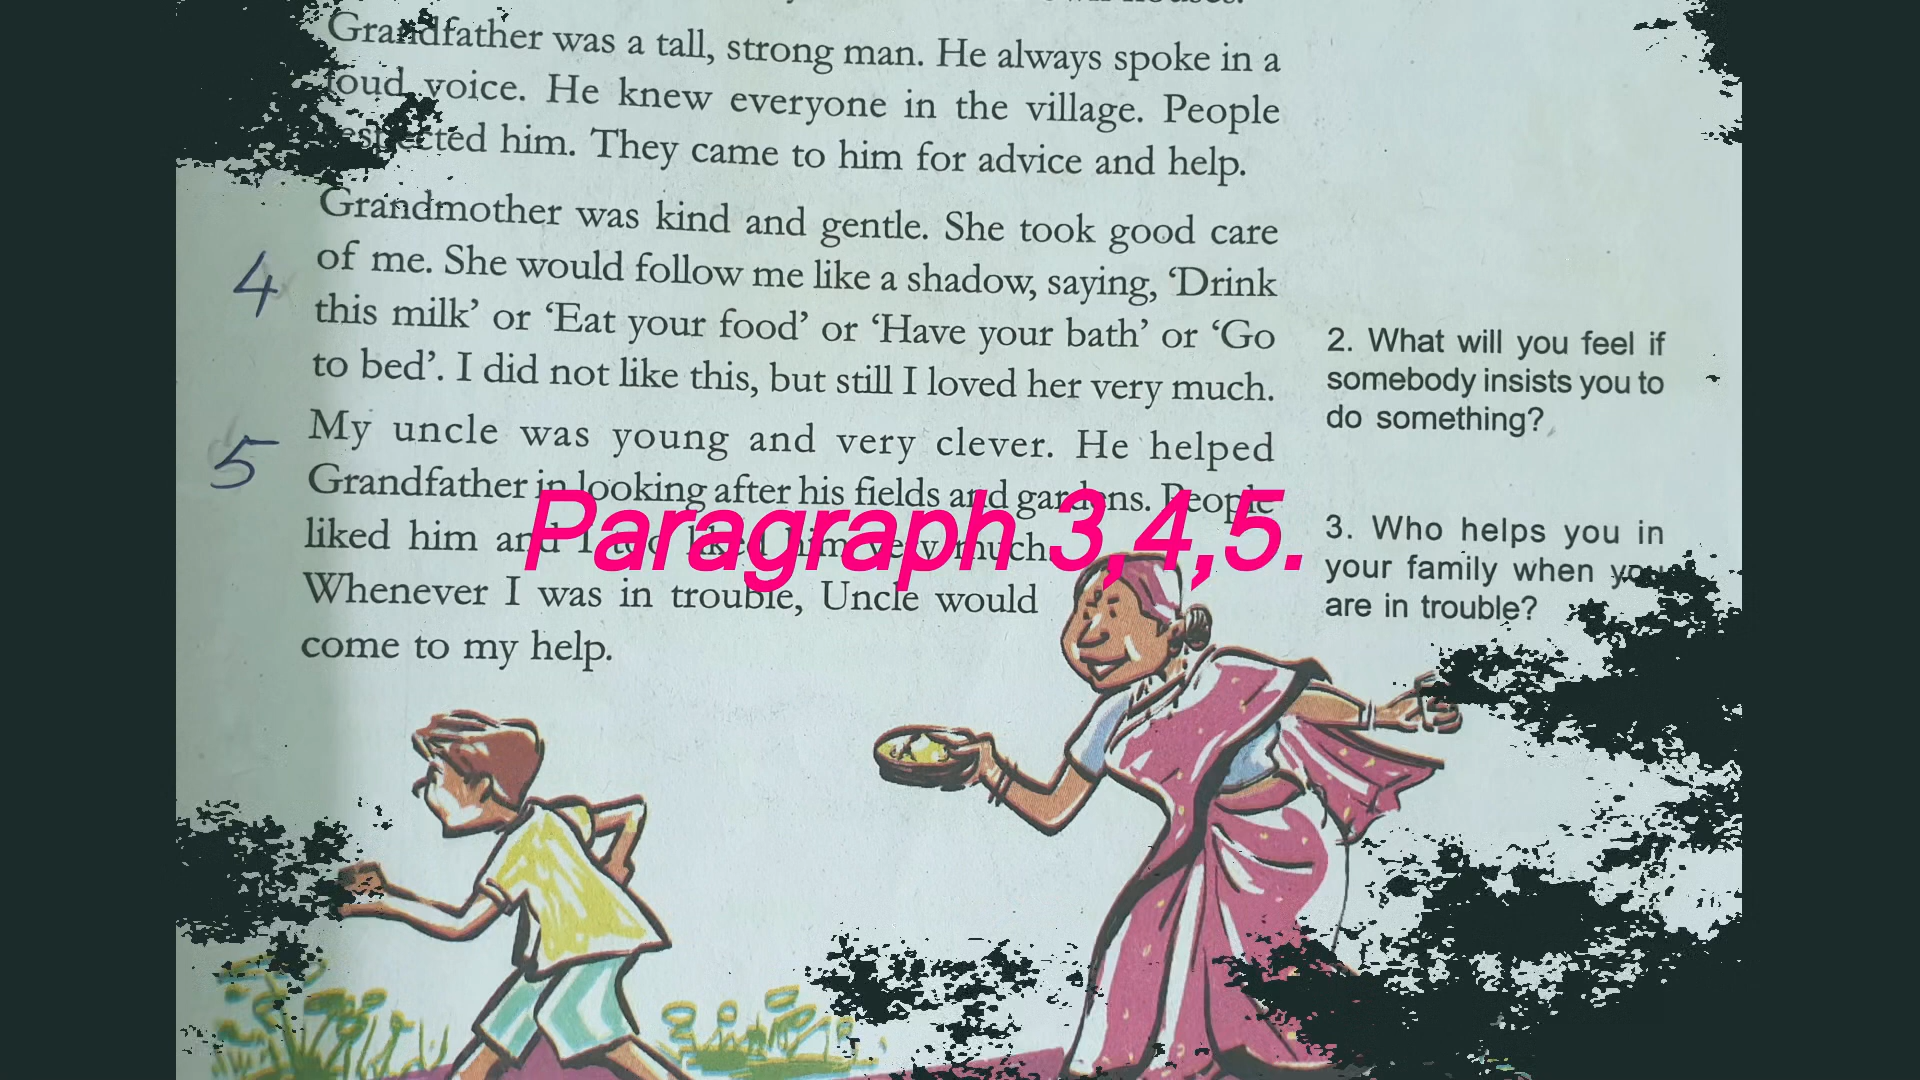 Grandfather was a tall, strong man. He always spoke in a
loud voice. He knew everyone in the village. People
respected him. They came to him for advice and help.
Grandmother was kind and gentle. She took good care
4
of me. She would follow me like a shadow, saying, ‘Drink
this milk’ or ‘Eat your food’ or ‘Have your bath’ or ‘Go
to bed’. I did not like this, but still I loved her very much.
5
My uncle was young and very clever. He helped
Grandfather in looking after his fields and gardens. People
liked him and I too liked him very much.
Whenever I was in trouble, Uncle would
come to my help.
Paragraph 3,4,5.
2. What will you feel if
somebody insists you to
do something?
3. Who helps you in
your family when you
are in trouble?